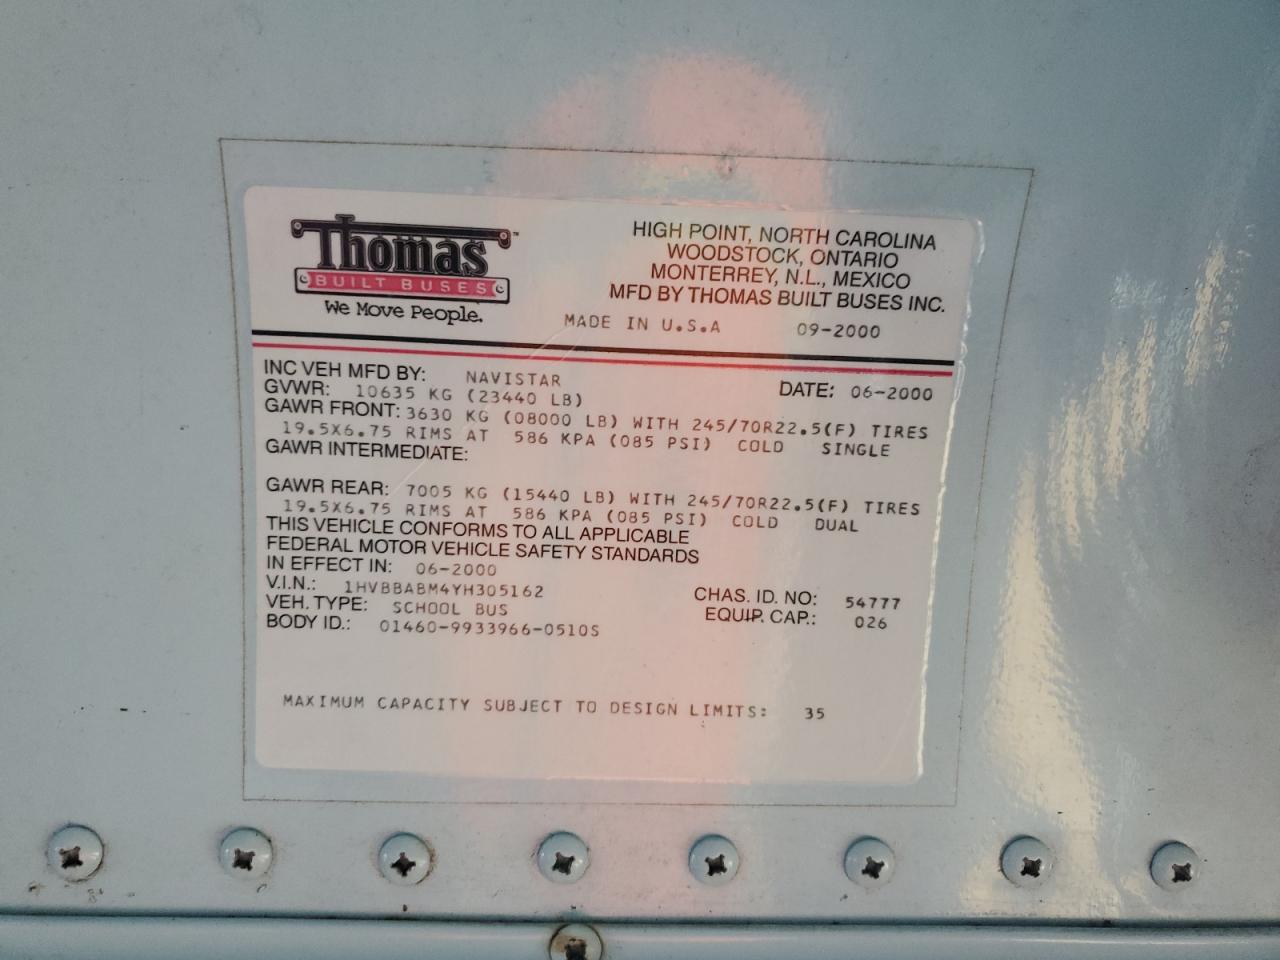 Thomas™
BUILT BUSES
We Move People.
HIGH POINT, NORTH CAROLINA
WOODSTOCK, ONTARIO
MONTERREY, N.L., MEXICO
MFD BY THOMAS BUILT BUSES INC.
MADE IN U.S.A 09-2000
INC VEH MFD BY: NAVISTAR DATE: 06-2000
GVWR: 10635 KG (23440 LB)
GAWR FRONT: 3630 KG (08000 LB) WITH 245/70R22.5(F) TIRES
19.5X6.75 RIMS AT 586 KPA (085 PSI) COLD SINGLE
GAWR INTERMEDIATE:
GAWR REAR: 7005 KG (15440 LB) WITH 245/70R22.5(F) TIRES
19.5X6.75 RIMS AT 586 KPA (085 PSI) COLD DUAL
THIS VEHICLE CONFORMS TO ALL APPLICABLE
FEDERAL MOTOR VEHICLE SAFETY STANDARDS
IN EFFECT IN: 06-2000
V.I.N.: 1HVBBABM4YH305162 CHAS. ID. NO: 54777
VEH. TYPE: SCHOOL BUS EQUIP. CAP.: 026
BODY ID.: 01460-9933966-0510S
MAXIMUM CAPACITY SUBJECT TO DESIGN LIMITS: 35